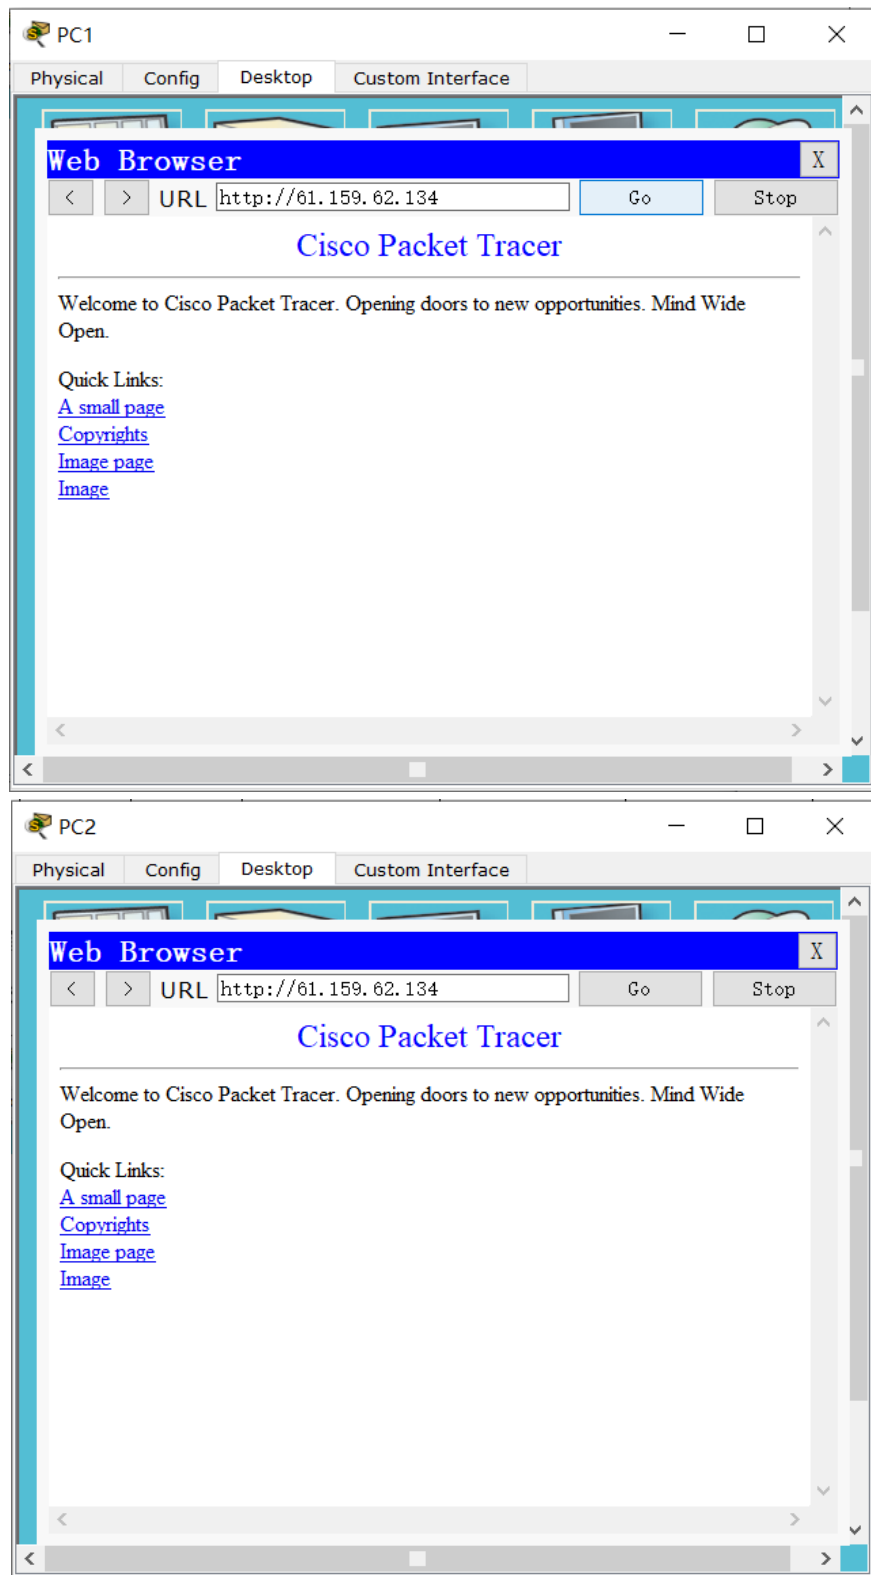 PC1
Physical Config Desktop Custom Interface
Web Browser X
< > URL http://61.159.62.134 Go Stop
Cisco Packet Tracer
Welcome to Cisco Packet Tracer. Opening doors to new opportunities. Mind Wide
Open.
Quick Links:
A small page
Copyrights
Image page
Image
PC2
Physical Config Desktop Custom Interface
Web Browser X
< > URL http://61.159.62.134 Go Stop
Cisco Packet Tracer
Welcome to Cisco Packet Tracer. Opening doors to new opportunities. Mind Wide
Open.
Quick Links:
A small page
Copyrights
Image page
Image